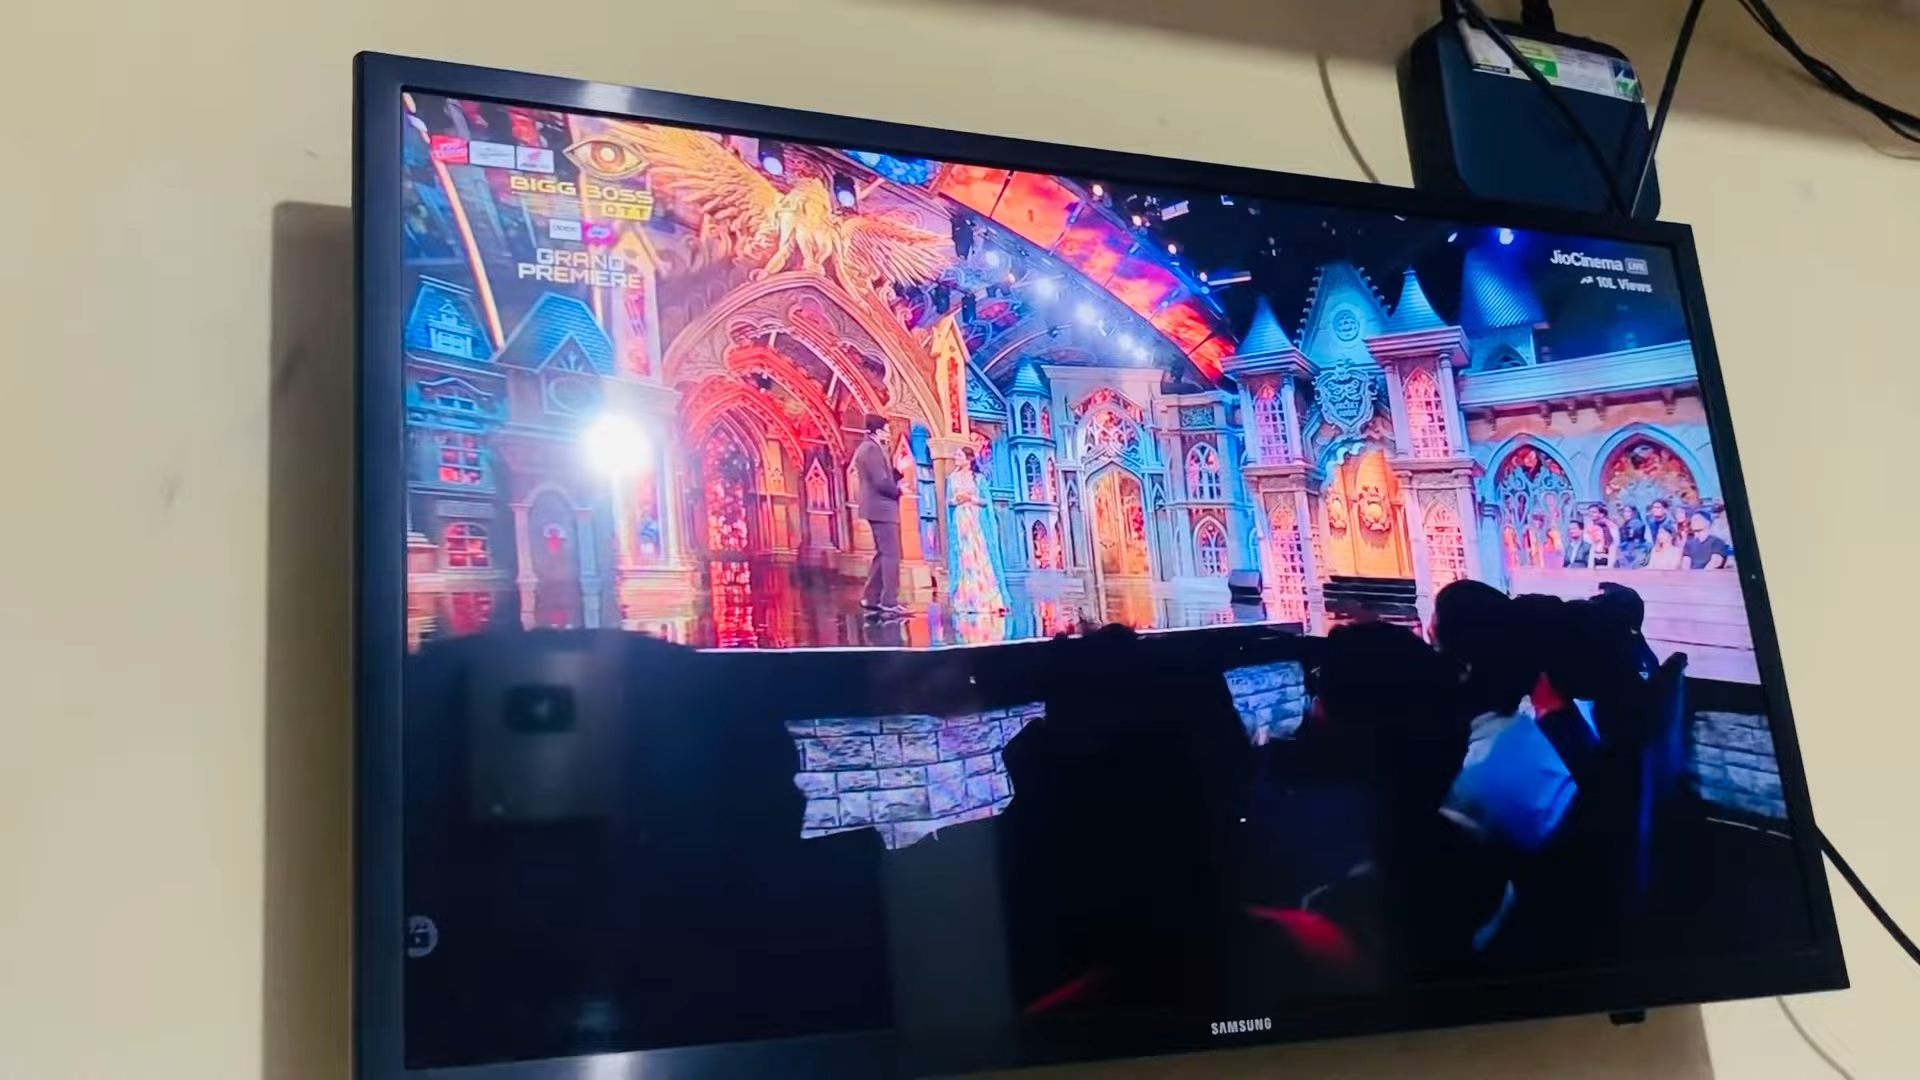 BIGG BOSS
OTT
GRAND
PREMIERE
JioCinema LIVE
10L Views
SAMSUNG